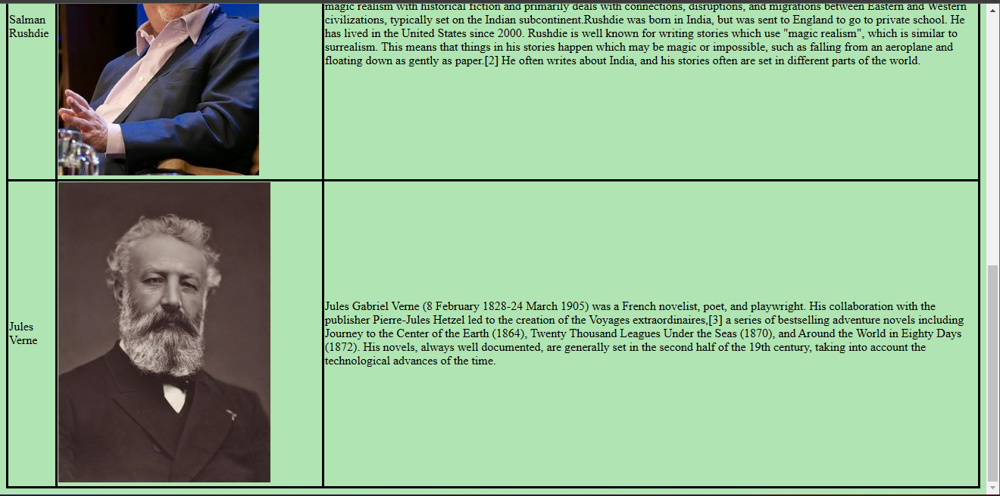 Salman
Rushdie
magic realism with historical fiction and primarily deals with connections, disruptions, and migrations between Eastern and Western
civilizations, typically set on the Indian subcontinent.Rushdie was born in India, but was sent to England to go to private school. He
has lived in the United States since 2000. Rushdie is well known for writing stories which use "magic realism", which is similar to
surrealism. This means that things in his stories happen which may be magic or impossible, such as falling from an aeroplane and
floating down as gently as paper.[2] He often writes about India, and his stories often are set in different parts of the world.
Jules
Verne
Jules Gabriel Verne (8 February 1828-24 March 1905) was a French novelist, poet, and playwright. His collaboration with the
publisher Pierre-Jules Hetzel led to the creation of the Voyages extraordinaires,[3] a series of bestselling adventure novels including
Journey to the Center of the Earth (1864), Twenty Thousand Leagues Under the Seas (1870), and Around the World in Eighty Days
(1872). His novels, always well documented, are generally set in the second half of the 19th century, taking into account the
technological advances of the time.